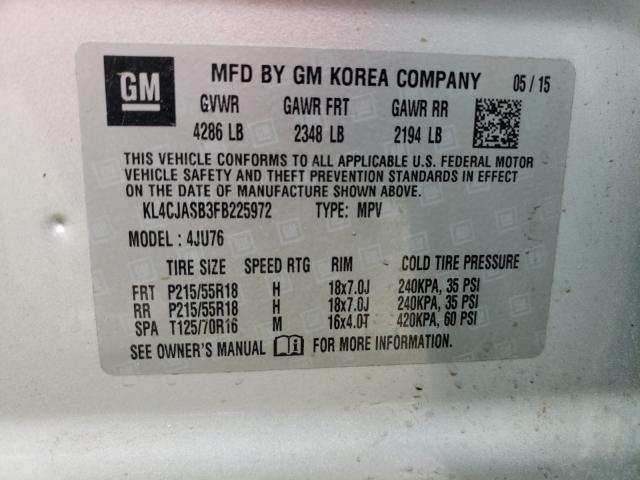 GM MFD BY GM KOREA COMPANY 05 / 15
GVWR GAWR FRT GAWR RR
4286 LB 2348 LB 2194 LB
THIS VEHICLE CONFORMS TO ALL APPLICABLE U.S. FEDERAL MOTOR
VEHICLE SAFETY AND THEFT PREVENTION STANDARDS IN EFFECT ON
THE DATE OF MANUFACTURE SHOWN ABOVE.
KL4CJASB3FB225972 TYPE: MPV
MODEL : 4JU76
TIRE SIZE SPEED RTG RIM COLD TIRE PRESSURE
FRT P215/55R18 H 18x7.0J 240KPA, 35 PSI
RR P215/55R18 H 18x7.0J 240KPA, 35 PSI
SPA T125/70R16 M 16x4.0T 420KPA, 60 PSI
SEE OWNER'S MANUAL FOR MORE INFORMATION.